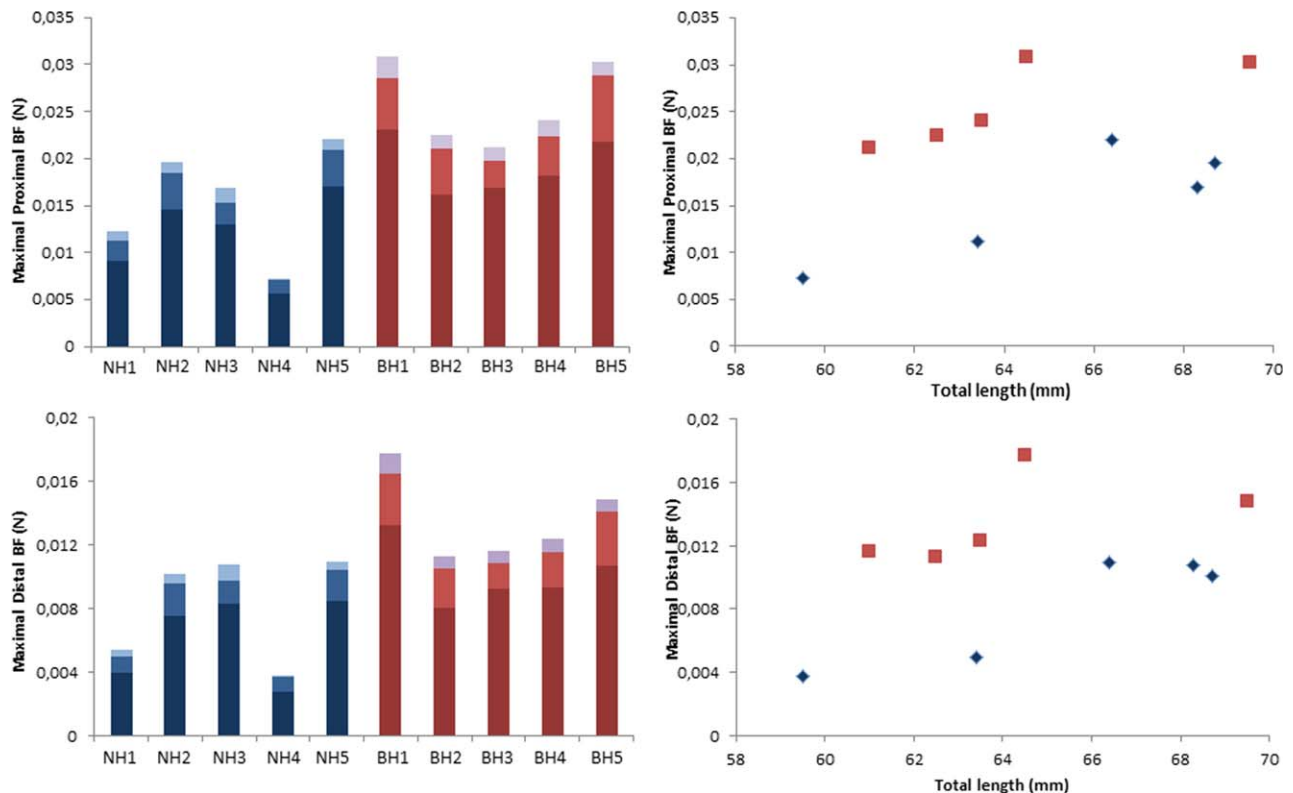 Maximal Proximal BF (N)
0,035
0,03
0,025
0,02
0,015
0,01
0,005
0
NH1 NH2 NH3 NH4 NH5 BH1 BH2 BH3 BH4 BH5
Maximal Proximal BF (N)
0,035
0,03
0,025
0,02
0,015
0,01
0,005
0
58 60 62 64 66 68 70
Total length (mm)
Maximal Distal BF (N)
0,02
0,016
0,012
0,008
0,004
0
NH1 NH2 NH3 NH4 NH5 BH1 BH2 BH3 BH4 BH5
Maximal Distal BF (N)
0,02
0,016
0,012
0,008
0,004
0
58 60 62 64 66 68 70
Total length (mm)